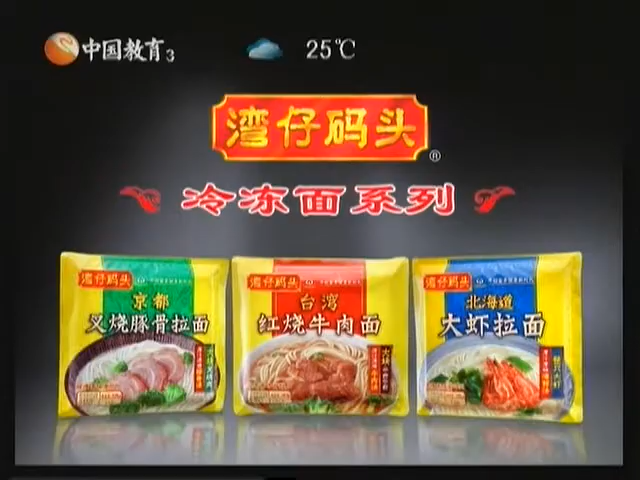 中国教育3
25℃
湾仔码头®
冷冻面系列
湾仔码头
京都
叉烧豚骨拉面
湾仔码头
台湾
红烧牛肉面
湾仔码头
北海道
大虾拉面